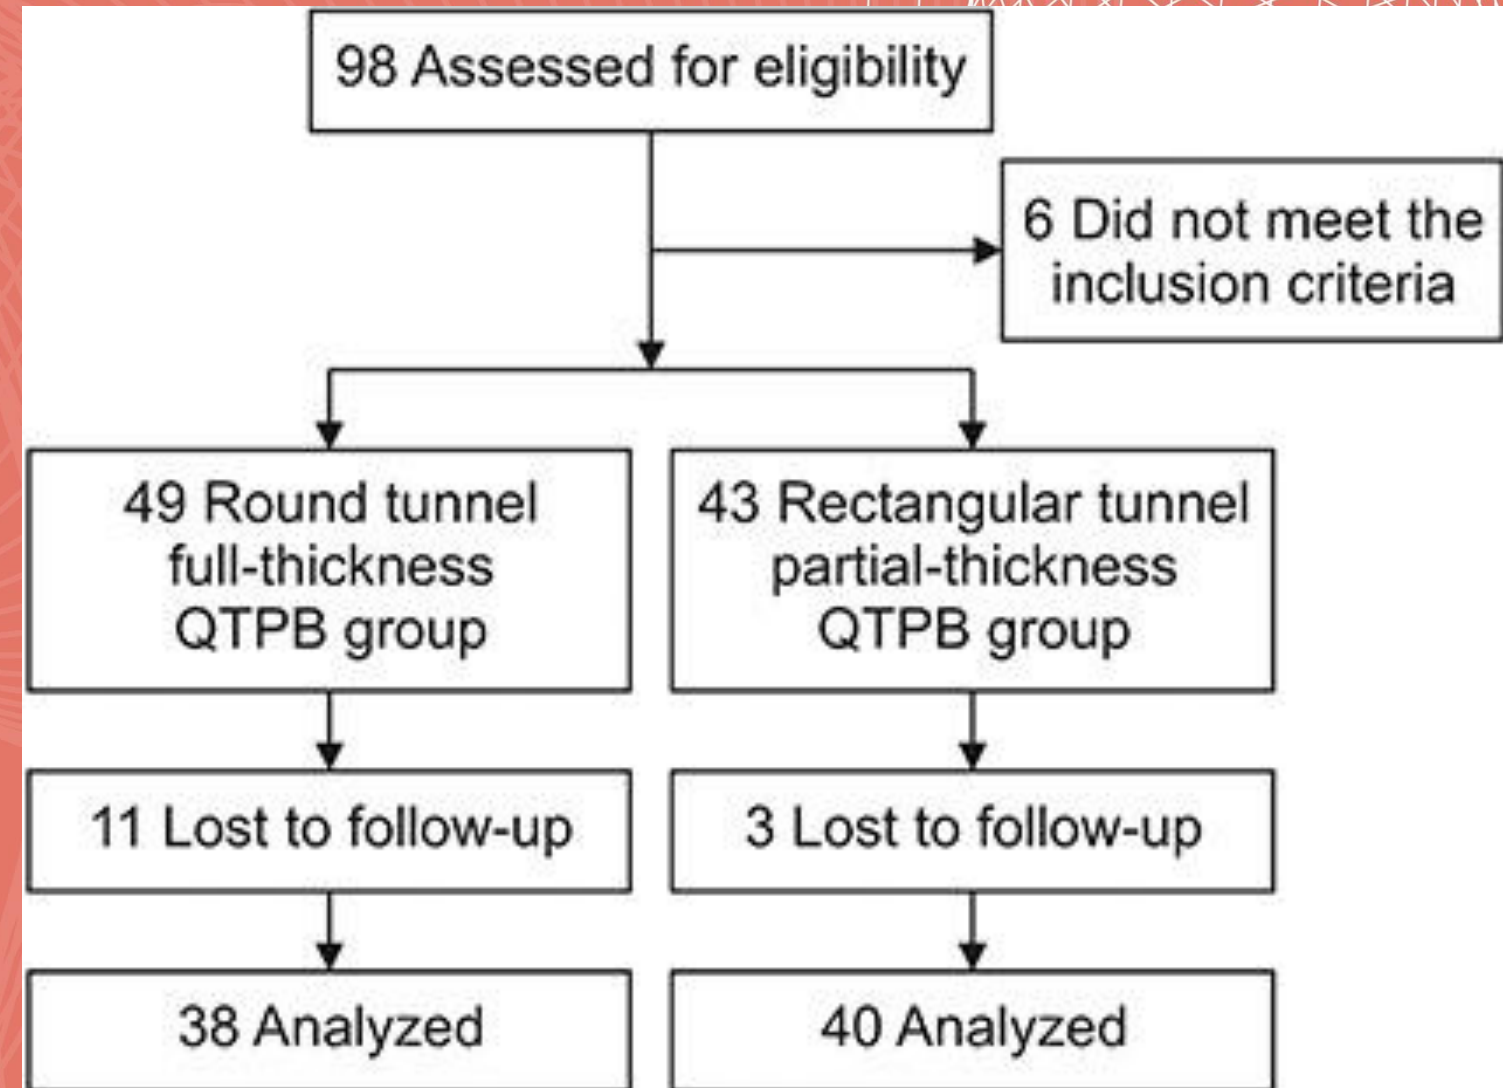 98 Assessed for eligibility
6 Did not meet the
inclusion criteria
49 Round tunnel
full-thickness
QTPB group
43 Rectangular tunnel
partial-thickness
QTPB group
11 Lost to follow-up
3 Lost to follow-up
38 Analyzed
40 Analyzed